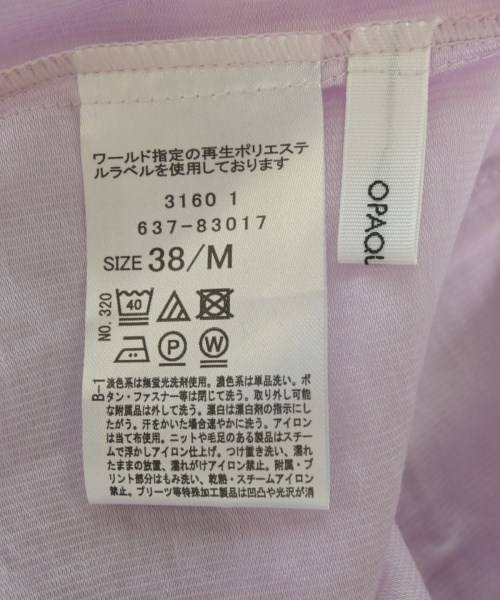 ワールド指定の再生ポリエステ
ルラベルを使用しております
3160 1
637-83017
SIZE 38/M
NO. 320
40
P
W
B-1
淡色系は無蛍光洗剤使用。濃色系は単品洗い。ボ
タン・ファスナー等は閉じて洗う。取り外し可能
な附属品は外して洗う。漂白は漂白剤の指示にし
たがう。汗をかいた場合速やかに洗う。アイロン
は当て布使用。ニットや毛足のある製品はスチー
ムで浮かしアイロン仕上げ。つけ置き洗い、濡れ
たままの放置、濡れがけアイロン禁止。附属・プ
リント部分はもみ洗い、乾熱・スチームアイロン
禁止。プリーツ等特殊加工製品は凹凸や光沢が消
OPAQU